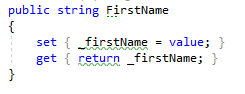 public string FirstName
{
    set { _firstName = value; }
    get { return _firstName; }
}